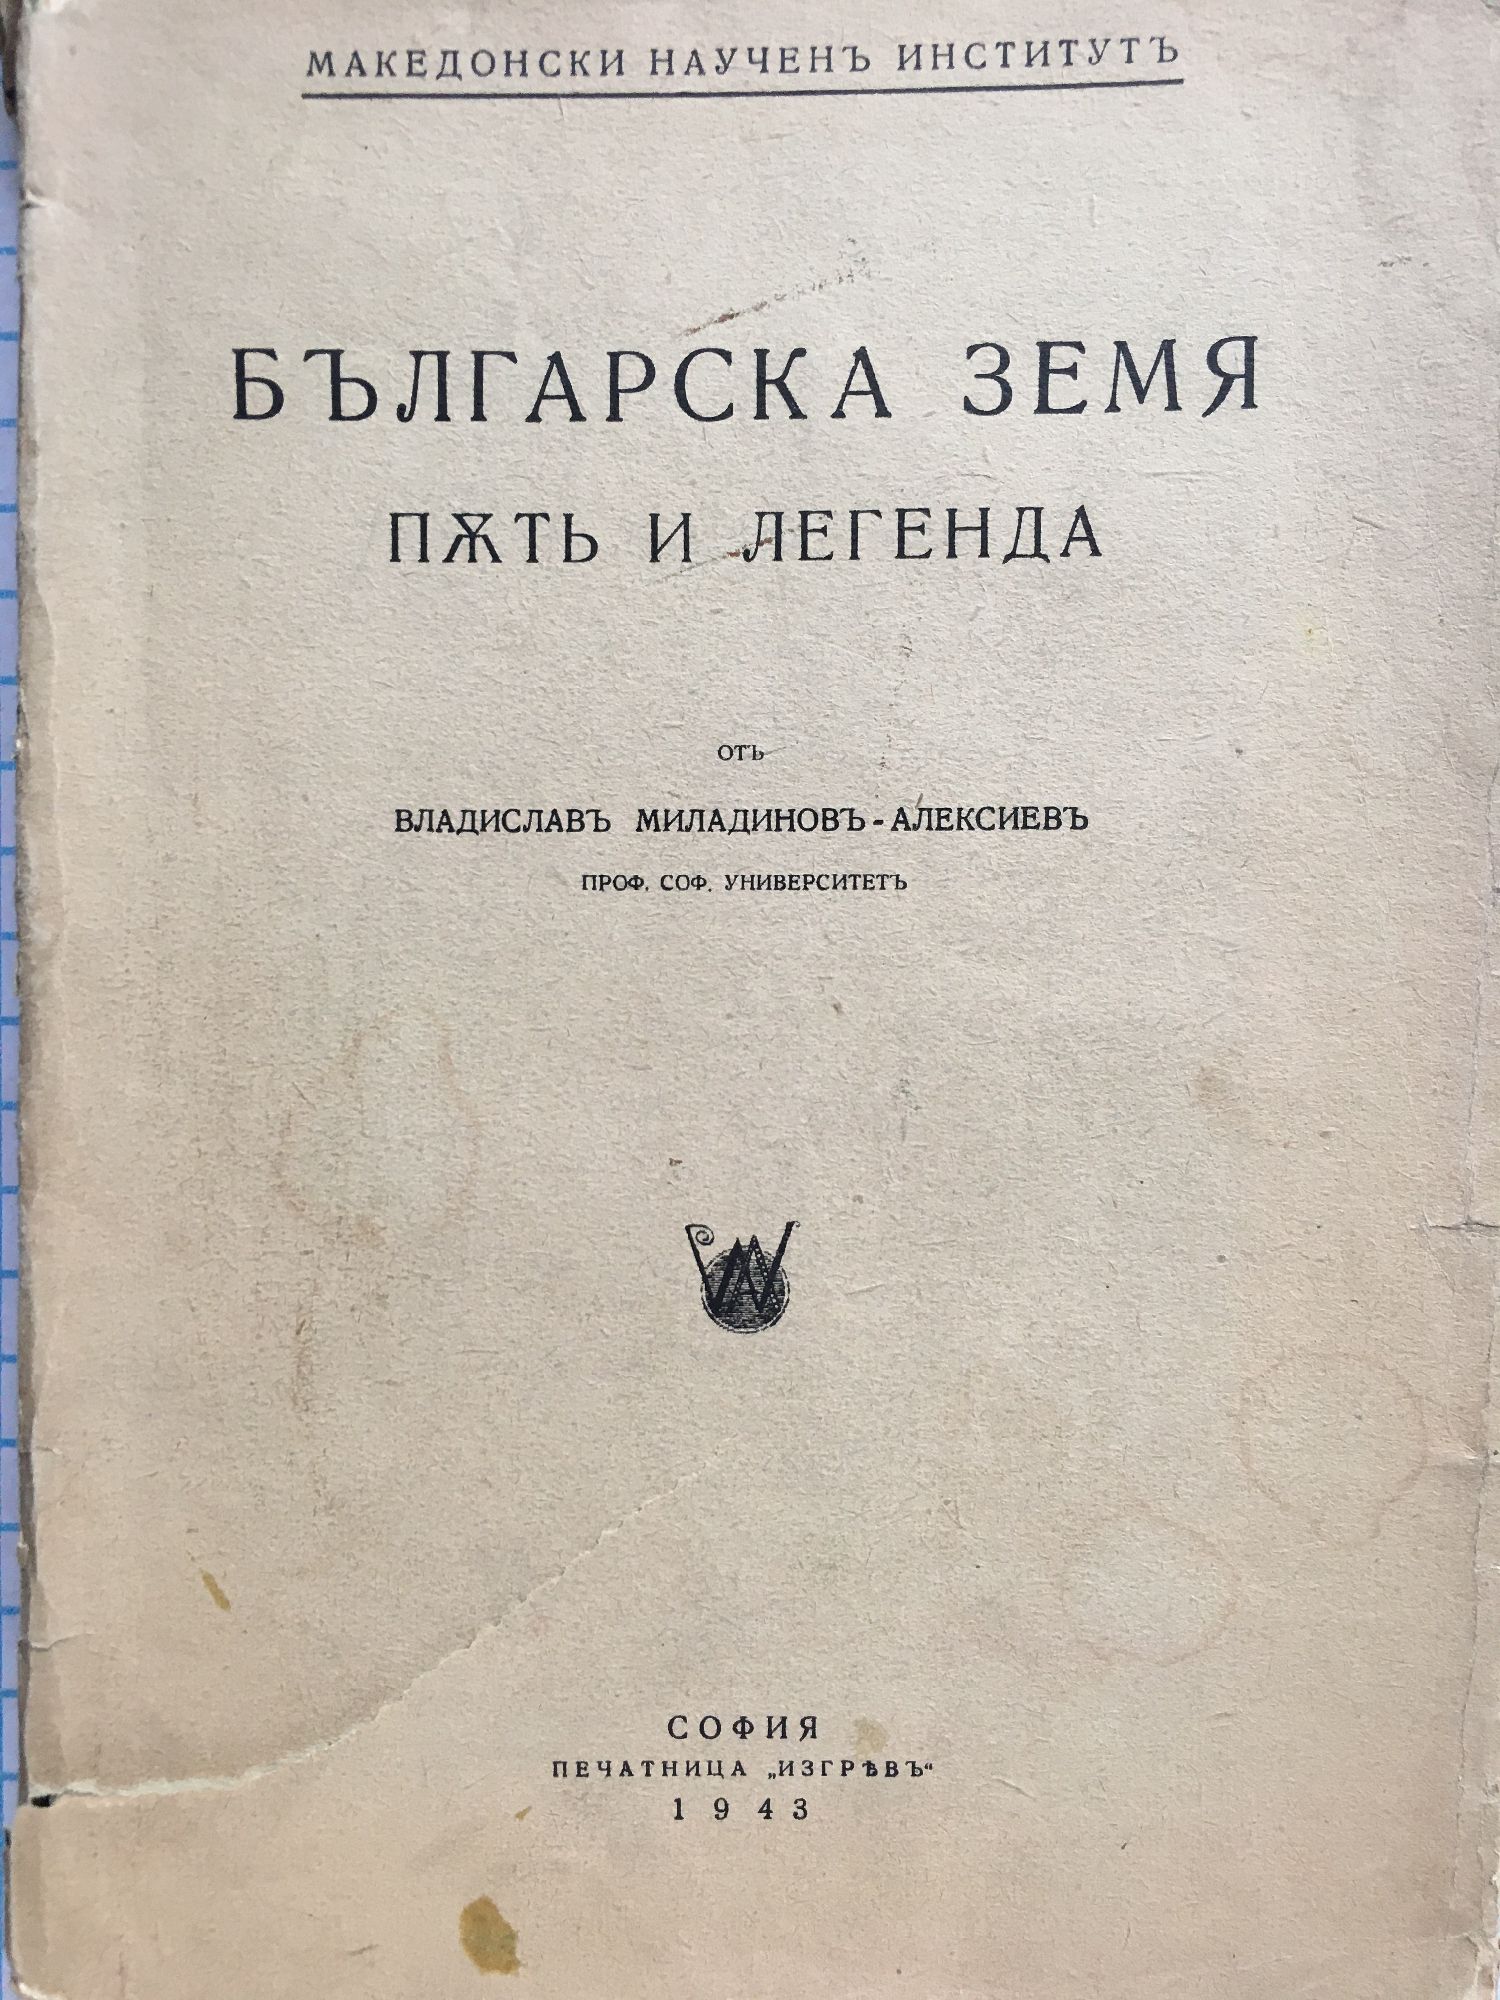 МАКЕДОНСКИ НАУЧЕНЪ ИНСТИТУТЪ
БЪЛГАРСКА ЗЕМЯ
ПѪТЬ И ЛЕГЕНДА
ОТЪ
ВЛАДИСЛАВЪ МИЛАДИНОВЪ - АЛЕКСИЕВЪ
ПРОФ. СОФ. УНИВЕРСИТЕТЪ
СОФИЯ
ПЕЧАТНИЦА „ИЗГРѢВЪ“
1943